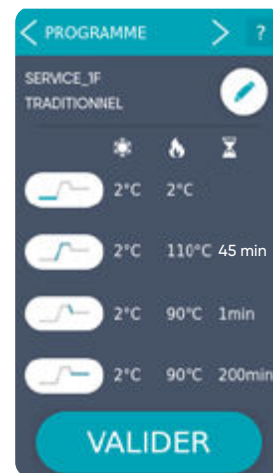 PROGRAMME ?
SERVICE_1F
TRADITIONNEL
2°C 2°C
2°C 110°C 45 min
2°C 90°C 1min
2°C 90°C 200min
VALIDER